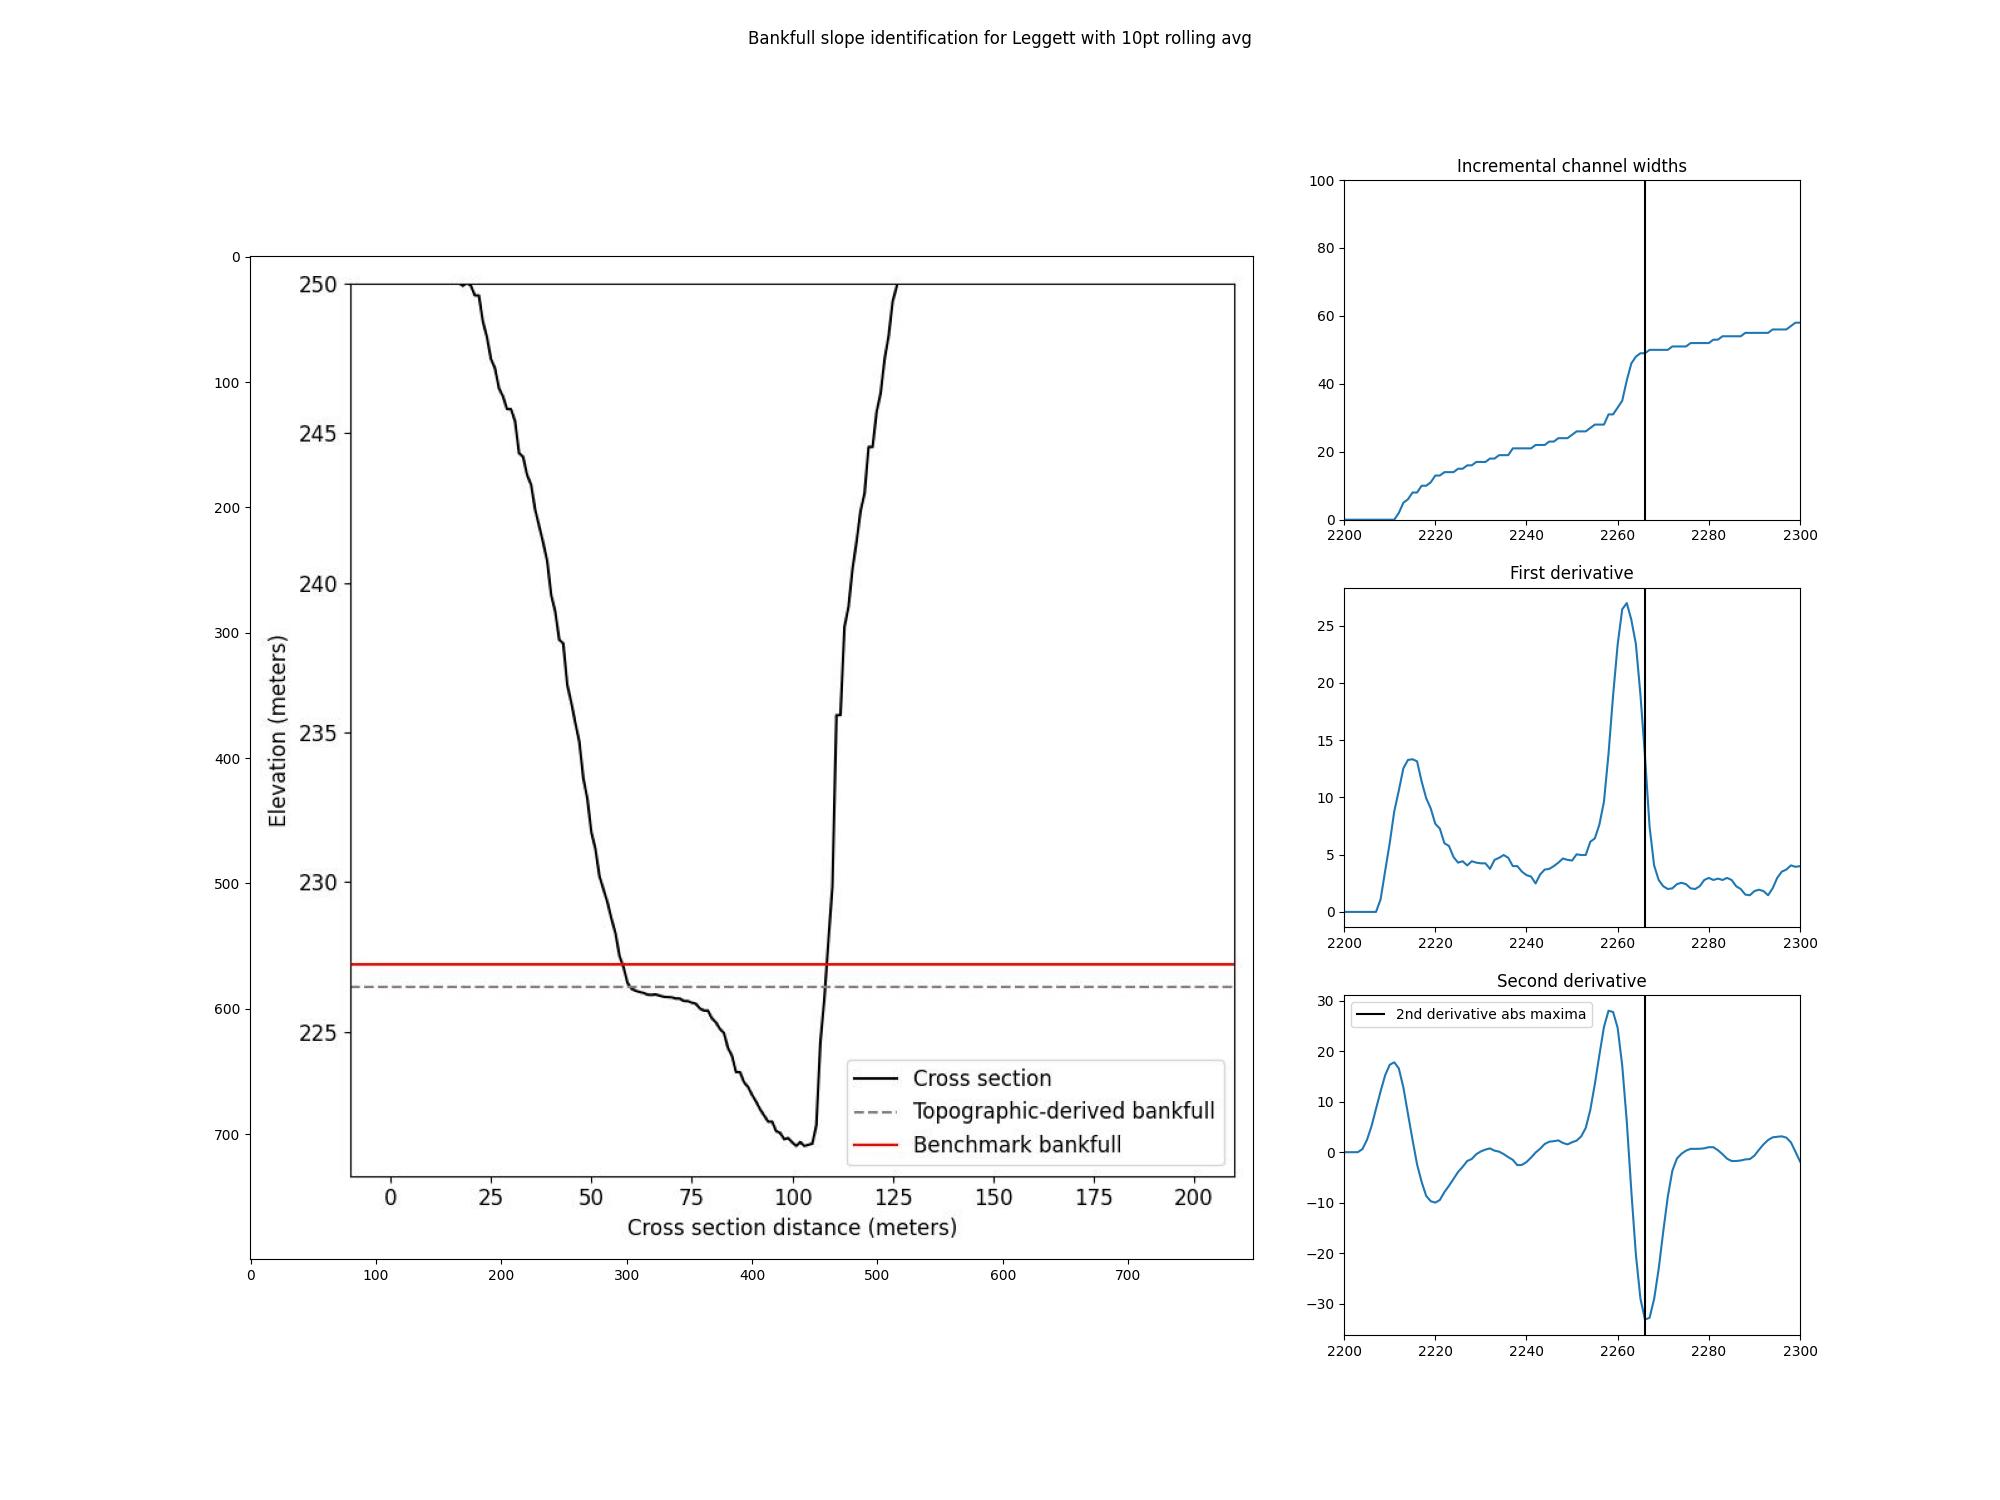 Bankfull slope identification for Leggett with 10pt rolling avg
0
100
200
300
400
500
600
700
250
245
240
235
230
225
Elevation (meters)
Cross section
Topographic-derived bankfull
Benchmark bankfull
0 25 50 75 100 125 150 175 200
Cross section distance (meters)
0 100 200 300 400 500 600 700
Incremental channel widths
100
80
60
40
20
0
2200 2220 2240 2260 2280 2300
First derivative
25
20
15
10
5
0
2200 2220 2240 2260 2280 2300
Second derivative
2nd derivative abs maxima
30
20
10
0
−10
−20
−30
2200 2220 2240 2260 2280 2300